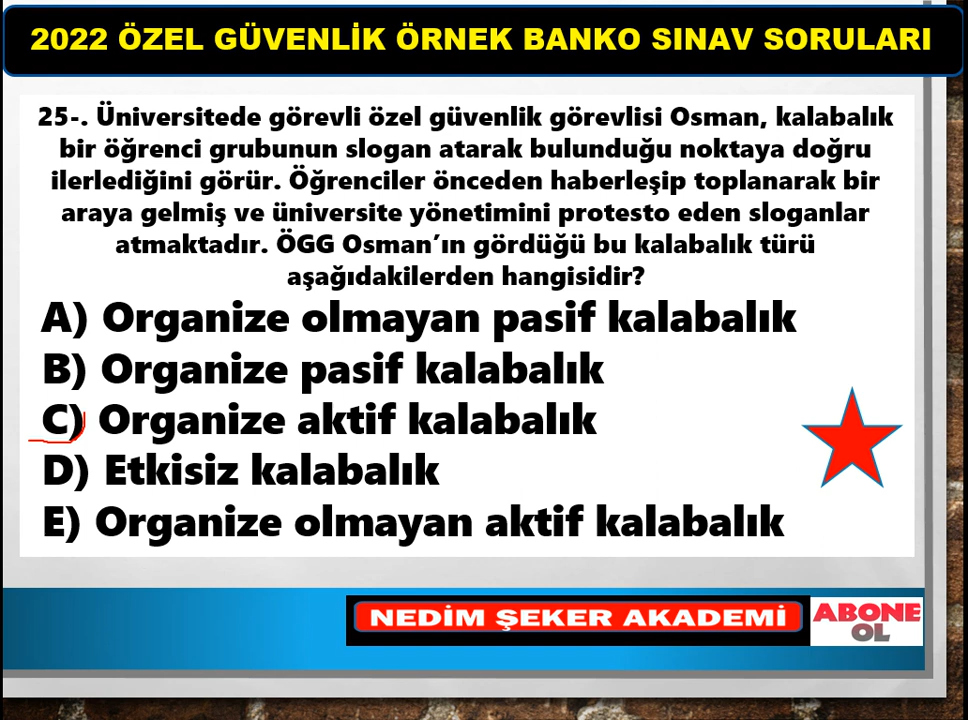 2022 ÖZEL GÜVENLİK ÖRNEK BANKO SINAV SORULARI
25-. Üniversitede görevli özel güvenlik görevlisi Osman, kalabalık
bir öğrenci grubunun slogan atarak bulunduğu noktaya doğru
ilerlediğini görür. Öğrenciler önceden haberleşip toplanarak bir
araya gelmiş ve üniversite yönetimini protesto eden sloganlar
atmaktadır. ÖGG Osman’ın gördüğü bu kalabalık türü
aşağıdakilerden hangisidir?
A) Organize olmayan pasif kalabalık
B) Organize pasif kalabalık
C) Organize aktif kalabalık
D) Etkisiz kalabalık
E) Organize olmayan aktif kalabalık
NEDİM ŞEKER AKADEMİ
ABONE
OL